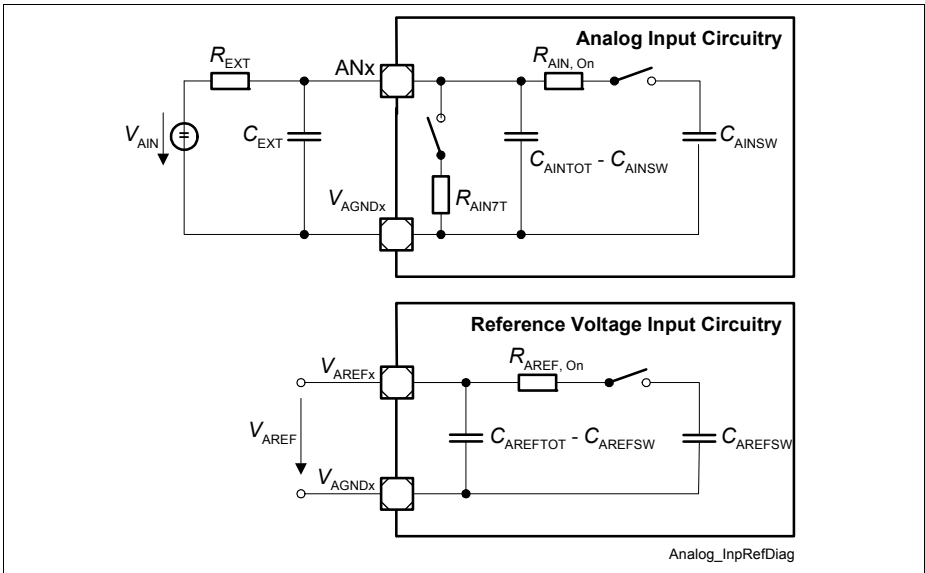 Analog Input Circuitry
R_EXT
ANx
R_AIN, On
V_AIN
C_EXT
C_AINTOT - C_AINSW
C_AINSW
V_AGNDx
R_AIN7T
Reference Voltage Input Circuitry
V_AREFx
R_AREF, On
V_AREF
C_AREFTOT - C_AREFSW
C_AREFSW
V_AGNDx
Analog_InpRefDiag